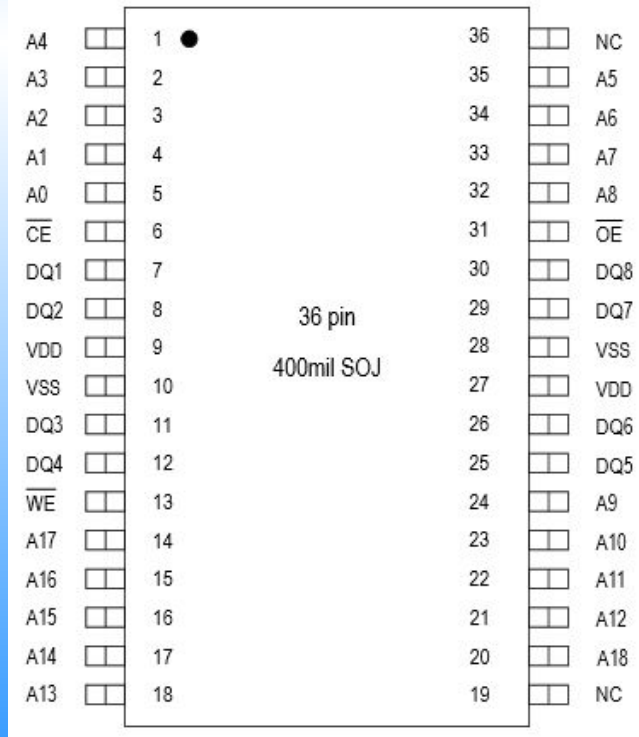 A4 1 36 NC
A3 2 35 A5
A2 3 34 A6
A1 4 33 A7
A0 5 32 A8
C̅E̅ 6 31 O̅E̅
DQ1 7 30 DQ8
DQ2 8 29 DQ7
VDD 9 28 VSS
VSS 10 27 VDD
DQ3 11 26 DQ6
DQ4 12 25 DQ5
W̅E̅ 13 24 A9
A17 14 23 A10
A16 15 22 A11
A15 16 21 A12
A14 17 20 A18
A13 18 19 NC
36 pin
400mil SOJ